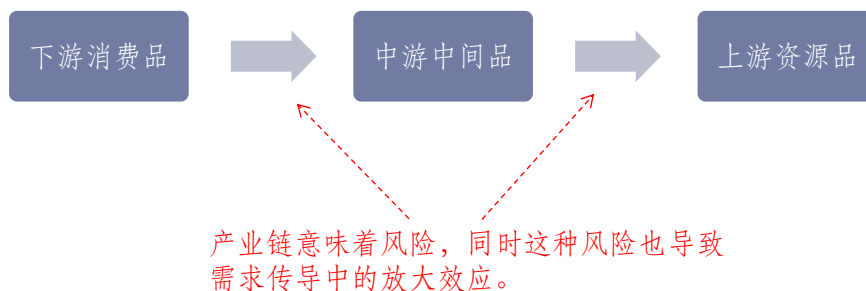 下游消费品
中游中间品
上游资源品
产业链意味着风险，同时这种风险也导致
需求传导中的放大效应。